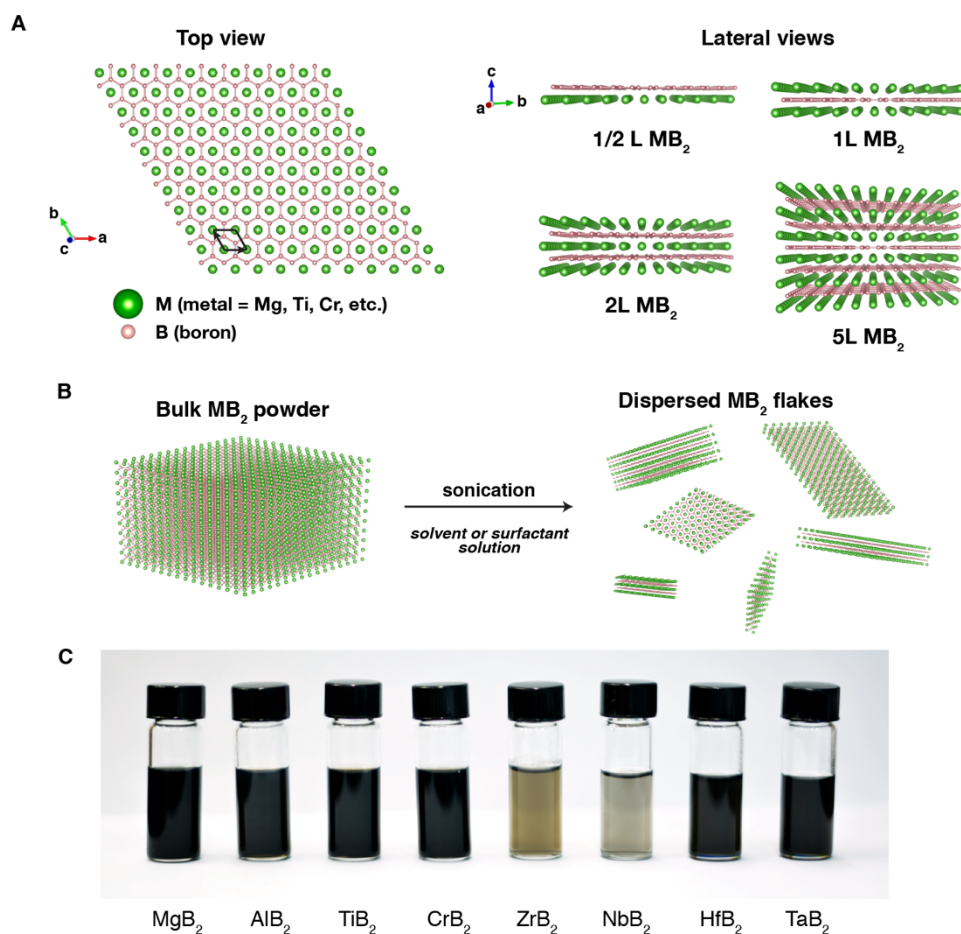 A
Top view
Lateral views
c
a
b
1/2 L MB₂
1L MB₂
b
c
a
2L MB₂
5L MB₂
M (metal = Mg, Ti, Cr, etc.)
B (boron)
B
Bulk MB₂ powder
Dispersed MB₂ flakes
sonication
solvent or surfactant
solution
C
MgB₂ AlB₂ TiB₂ CrB₂ ZrB₂ NbB₂ HfB₂ TaB₂